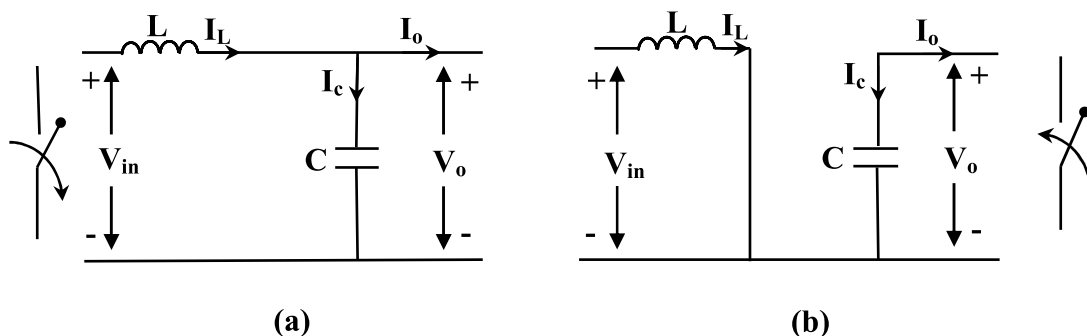 L
I_L
I_o
+
+
I_c
V_in
C
V_o
-
-
(a)
L
I_L
I_o
+
+
I_c
V_in
C
V_o
-
-
(b)